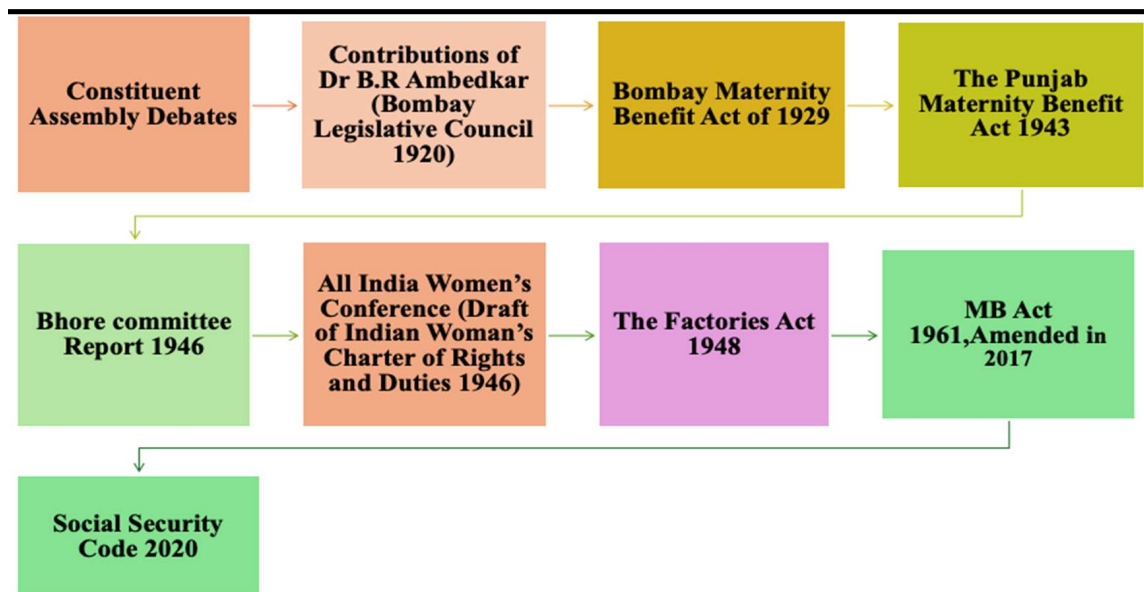 Constituent
Assembly Debates
Contributions of
Dr B.R Ambedkar
(Bombay
Legislative Council
1920)
Bombay Maternity
Benefit Act of 1929
The Punjab
Maternity Benefit
Act 1943
Bhore committee
Report 1946
All India Women’s
Conference (Draft
of Indian Woman’s
Charter of Rights
and Duties 1946)
The Factories Act
1948
MB Act
1961,Amended in
2017
Social Security
Code 2020